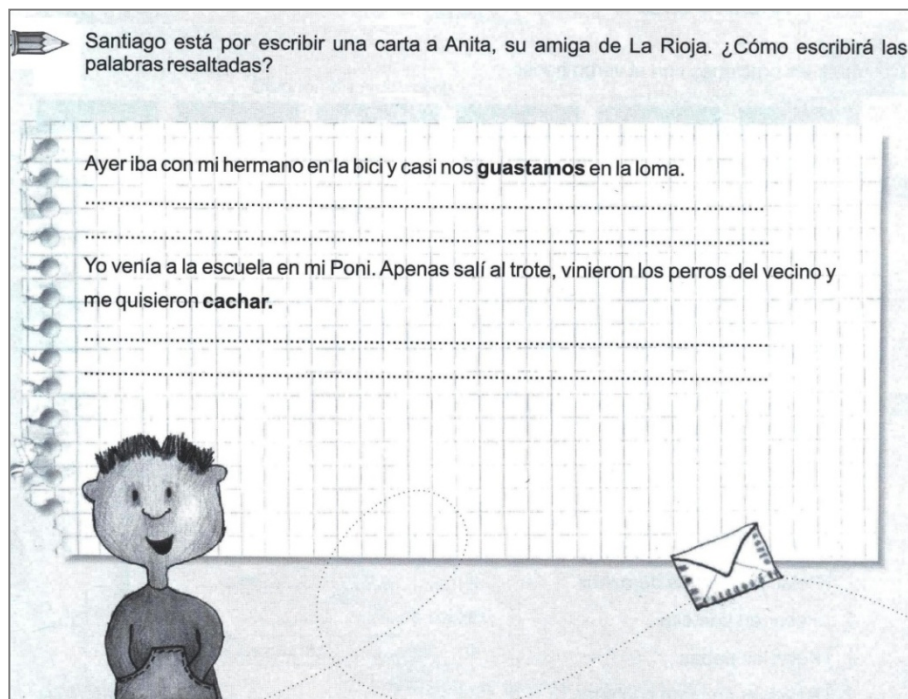 Santiago está por escribir una carta a Anita, su amiga de La Rioja. ¿Cómo escribirá las
palabras resaltadas?
Ayer iba con mi hermano en la bici y casi nos guastamos en la loma.
Yo venía a la escuela en mi Poni. Apenas salí al trote, vinieron los perros del vecino y
me quisieron cachar.